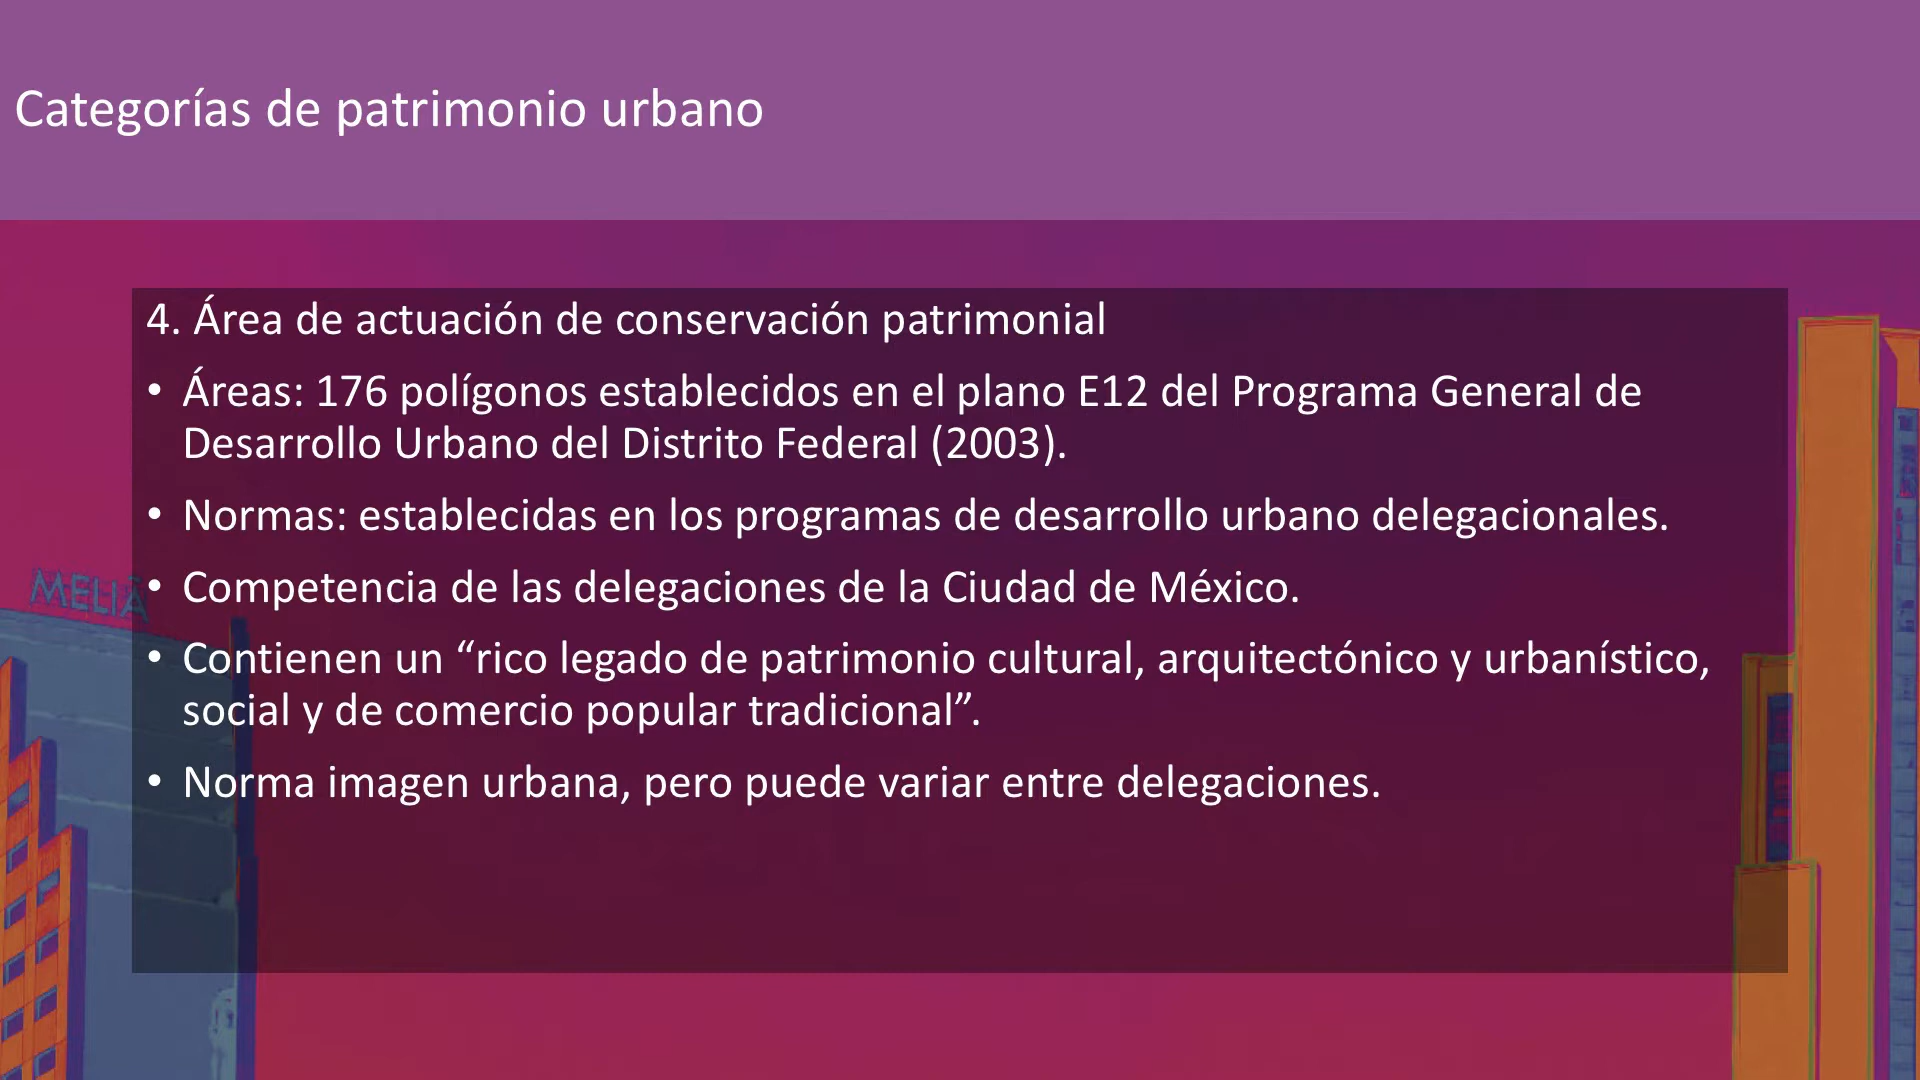 Categorías de patrimonio urbano
4. Área de actuación de conservación patrimonial
• Áreas: 176 polígonos establecidos en el plano E12 del Programa General de
Desarrollo Urbano del Distrito Federal (2003).
• Normas: establecidas en los programas de desarrollo urbano delegacionales.
MELIÃ
• Competencia de las delegaciones de la Ciudad de México.
• Contienen un “rico legado de patrimonio cultural, arquitectónico y urbanístico,
social y de comercio popular tradicional”.
• Norma imagen urbana, pero puede variar entre delegaciones.